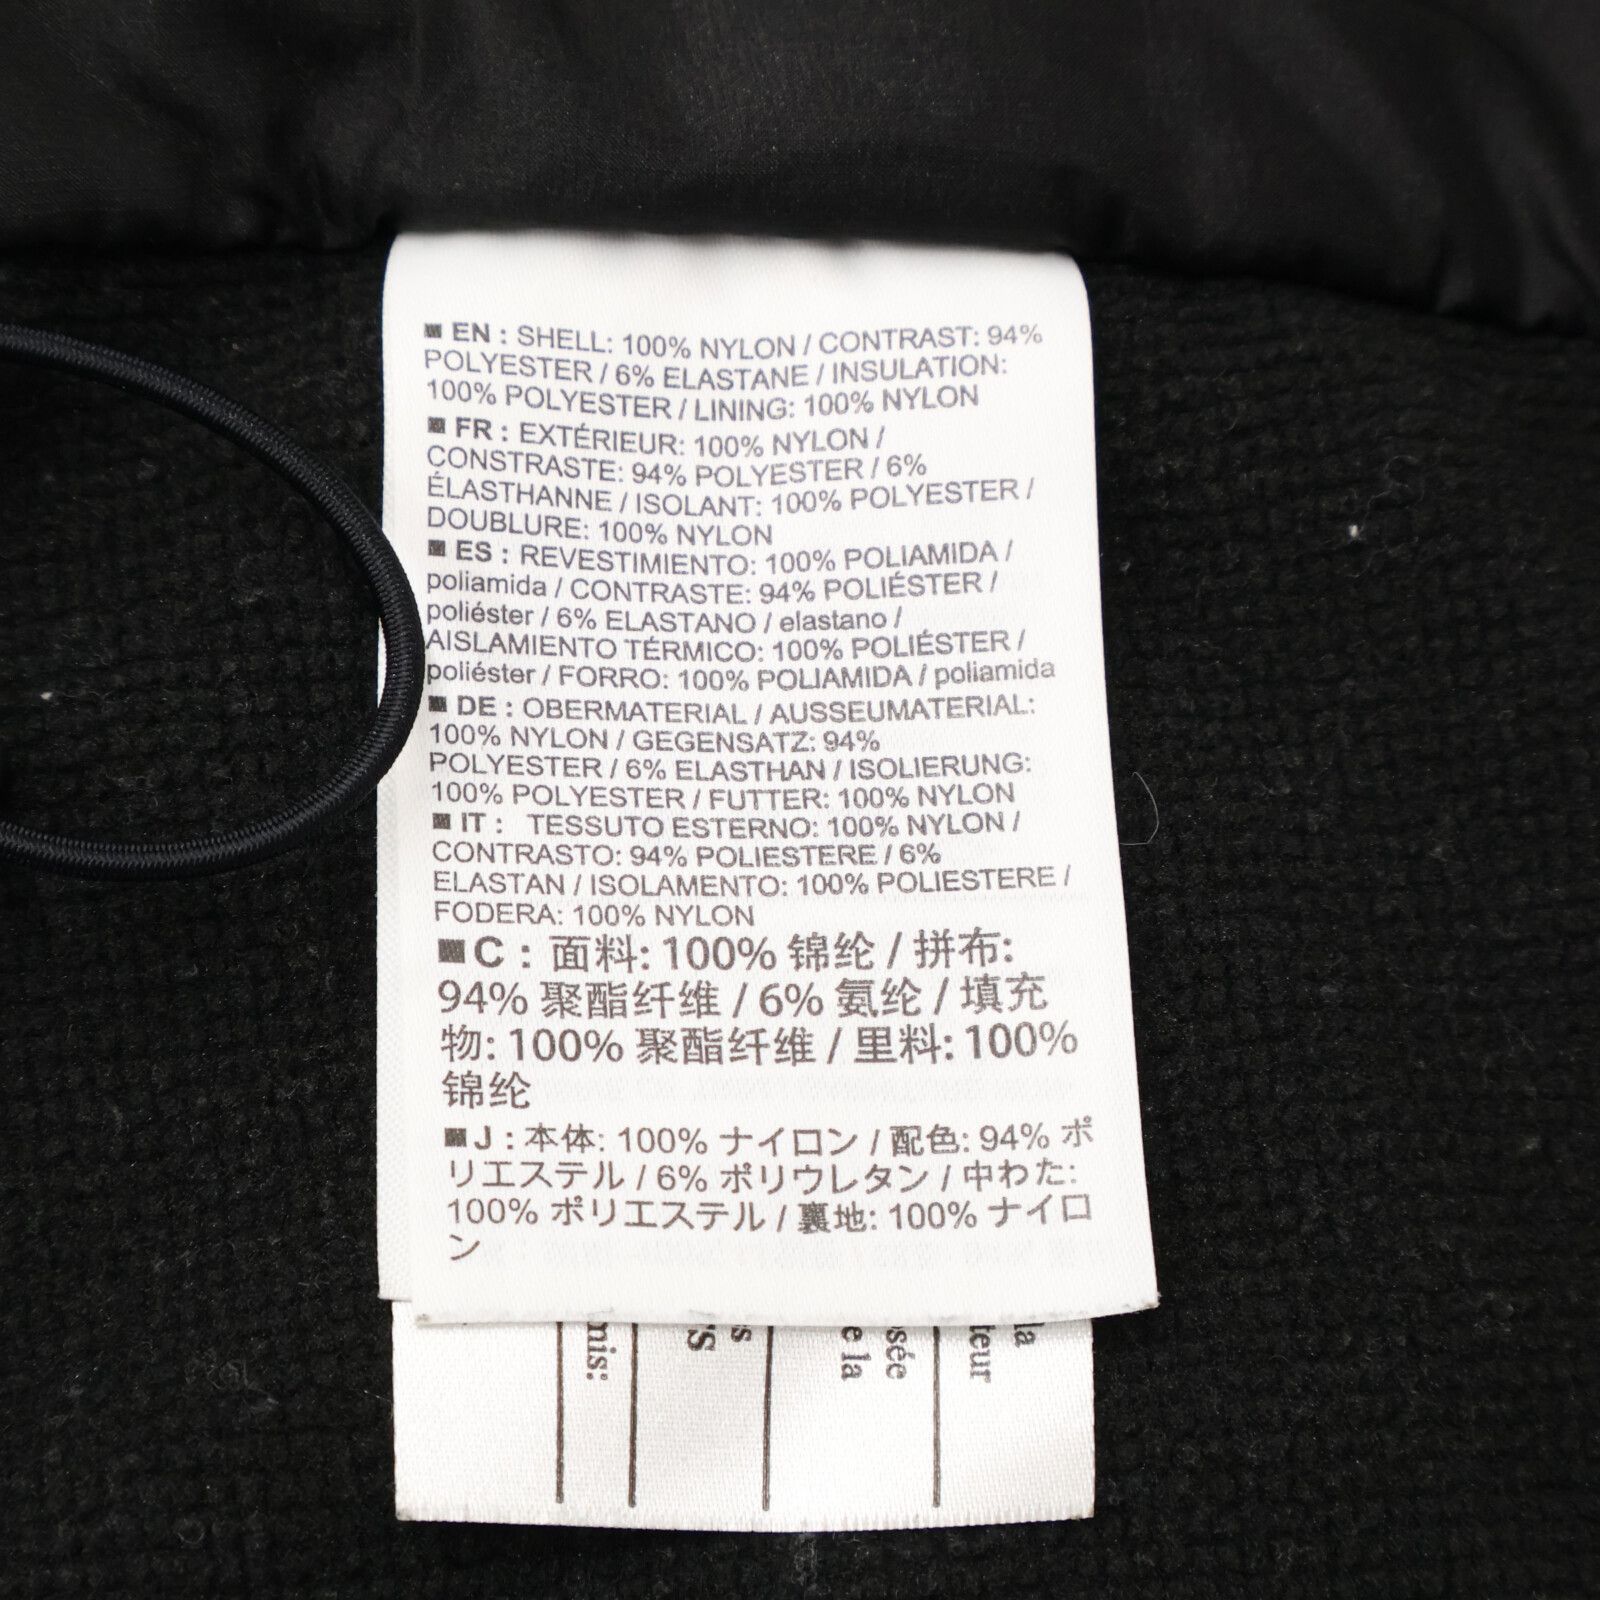 EN : SHELL: 100% NYLON / CONTRAST: 94%
POLYESTER / 6% ELASTANE / INSULATION:
100% POLYESTER / LINING: 100% NYLON
FR : EXTÉRIEUR: 100% NYLON /
CONSTRASTE: 94% POLYESTER / 6%
ÉLASTHANNE / ISOLANT: 100% POLYESTER /
DOUBLURE: 100% NYLON
ES : REVESTIMIENTO: 100% POLIAMIDA /
poliamida / CONTRASTE: 94% POLIÉSTER /
poliéster / 6% ELASTANO / elastano /
AISLAMIENTO TÉRMICO: 100% POLIÉSTER /
poliéster / FORRO: 100% POLIAMIDA / poliamida
DE : OBERMATERIAL / AUSSEUMATERIAL:
100% NYLON / GEGENSATZ: 94%
POLYESTER / 6% ELASTHAN / ISOLIERUNG:
100% POLYESTER / FUTTER: 100% NYLON
IT : TESSUTO ESTERNO: 100% NYLON /
CONTRASTO: 94% POLIESTERE / 6%
ELASTAN / ISOLAMENTO: 100% POLIESTERE /
FODERA: 100% NYLON
C : 面料: 100% 锦纶 / 拼布:
94% 聚酯纤维 / 6% 氨纶 / 填充
物: 100% 聚酯纤维 / 里料: 100%
锦纶
J : 本体: 100% ナイロン / 配色: 94% ポ
リエステル / 6% ポリウレタン / 中わた:
100% ポリエステル / 裏地: 100% ナイロ
ン
la